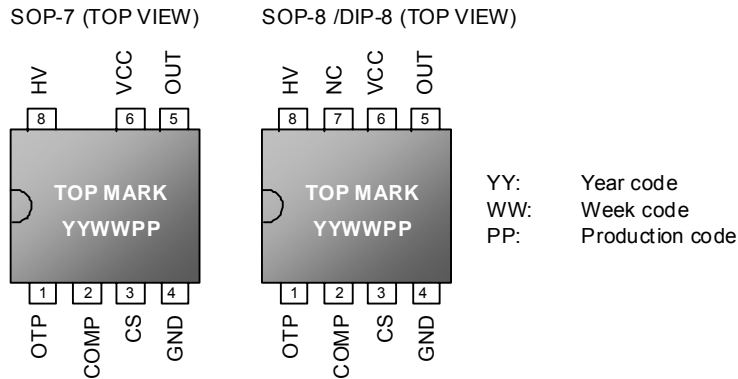 SOP-7 (TOP VIEW)
SOP-8 /DIP-8 (TOP VIEW)
HV VCC OUT
8 6 5
TOP MARK
YYWWPP
1 2 3 4
OTP COMP CS GND
HV NC VCC OUT
8 7 6 5
TOP MARK
YYWWPP
1 2 3 4
OTP COMP CS GND
YY: Year code
WW: Week code
PP: Production code